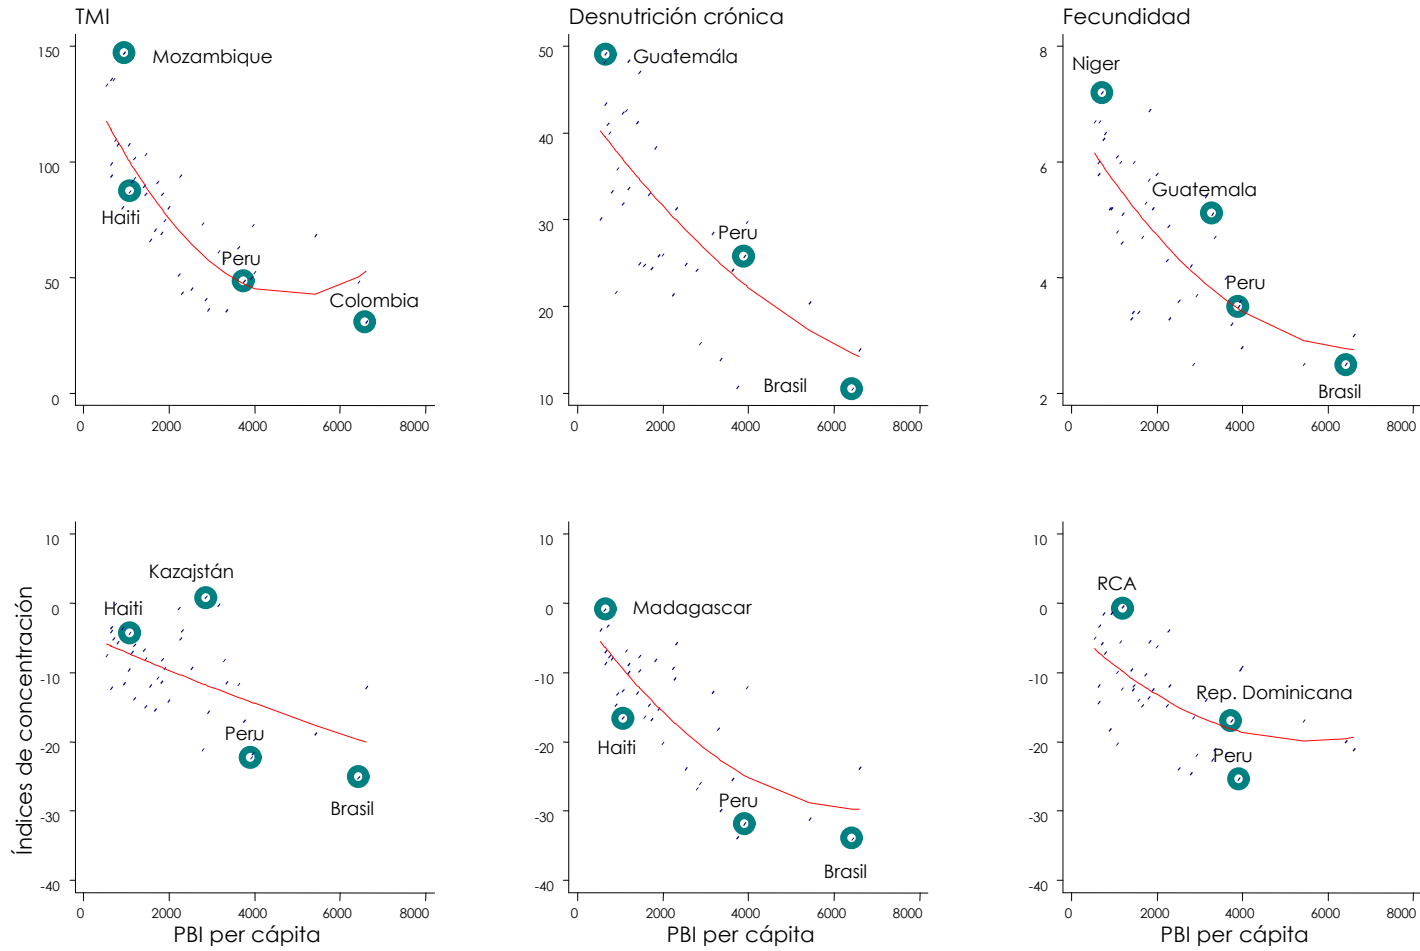 TMI
150
100
50
0
Mozambique
Haiti
Peru
Colombia
0 2000 4000 6000 8000
Desnutrición crónica
50
40
30
20
10
Guatemala
Peru
Brasil
0 2000 4000 6000 8000
Fecundidad
8
6
4
2
Niger
Guatemala
Peru
Brasil
0 2000 4000 6000 8000
Índices de concentración
10
0
-10
-20
-30
-40
Kazajstán
Haiti
Peru
Brasil
0 2000 4000 6000 8000
PBI per cápita
10
0
-10
-20
-30
-40
Madagascar
Haiti
Peru
Brasil
0 2000 4000 6000 8000
PBI per cápita
10
0
-10
-20
-30
-40
RCA
Rep. Dominicana
Peru
0 2000 4000 6000 8000
PBI per cápita